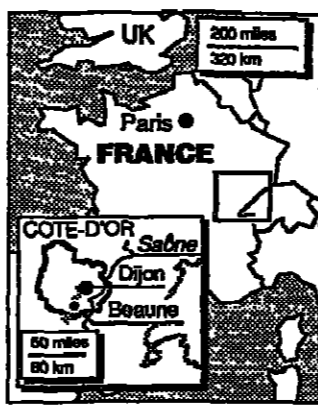 UK
200 miles
320 km
Paris
FRANCE
COTE-D'OR
Saône
Dijon
Beaune
50 miles
80 km